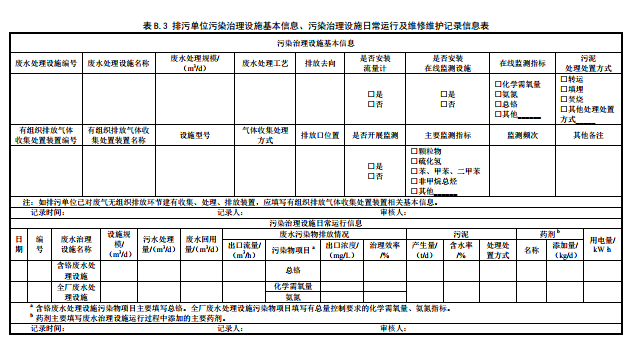 表 B.3 排污单位污染治理设施基本信息、污染治理设施日常运行及维修维护记录信息表
污染治理设施基本信息
废水处理设施编号 废水处理设施名称 废水处理规模/(m³/d) 废水处理工艺 排放去向 是否安装流量计 是否安装在线监测设施 在线监测指标 污泥处理处置方式
□是 □否
□是 □否
□化学需氧量
□氨氮
□总铬
□其他
□转运
□填埋
□焚烧
□其他处理处置方式
有组织排放气体收集处置装置编号 有组织排放气体收集处置装置名称 设施型号 气体收集处理方式 排放口位置 是否开展监测 主要监测指标 监测频次 其他备注
□是
□否
□颗粒物
□硫化氢
□苯、甲苯、二甲苯
□非甲烷总烃
□其他
注：如排污单位已对废气无组织排放环节建有收集、处理、排放装置，应填写有组织排放气体收集处置装置相关基本信息。
记录时间： 记录人： 审核人：
污染治理设施日常运行信息
日期 编号 废水治理设施名称 设施规模/(m³/d) 污水处理量/(m³/d) 废水回用量/(m³/d) 废水污染物排放情况 污泥 药剂 b 用电量/kW·h
出口流量/(m³/h) 污染物项目 a 出口浓度/(mg/L) 治理效率/% 产生量/(t/d) 含水率/% 处理处置方式 名称 添加量/(kg/d)
含铬废水处理设施 总铬
全厂废水处理设施 化学需氧量
氨氮
a 含铬废水处理设施污染物项目主要填写总铬。全厂废水处理设施污染物项目填写有总量控制要求的化学需氧量、氨氮指标。
b 药剂主要填写废水治理设施运行过程中添加的主要药剂。
记录时间： 记录人： 审核人：